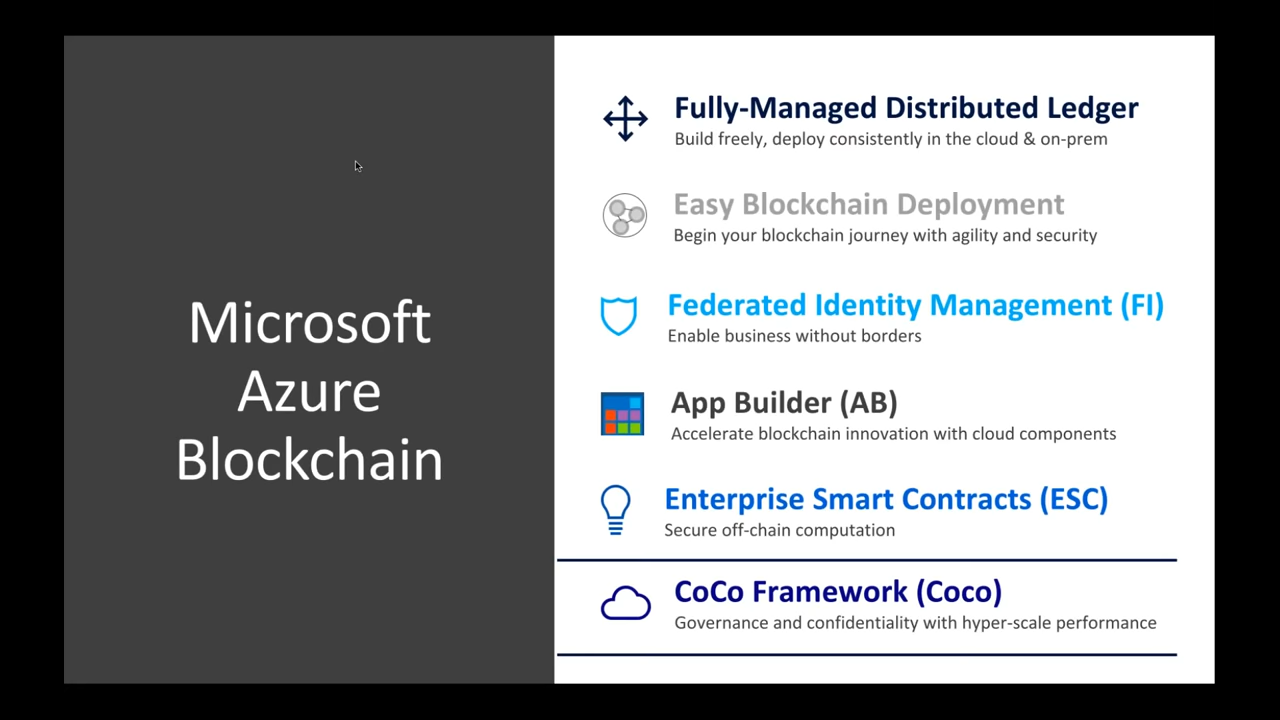 Microsoft
Azure
Blockchain
Fully-Managed Distributed Ledger
Build freely, deploy consistently in the cloud & on-prem
Easy Blockchain Deployment
Begin your blockchain journey with agility and security
Federated Identity Management (FI)
Enable business without borders
App Builder (AB)
Accelerate blockchain innovation with cloud components
Enterprise Smart Contracts (ESC)
Secure off-chain computation
CoCo Framework (Coco)
Governance and confidentiality with hyper-scale performance